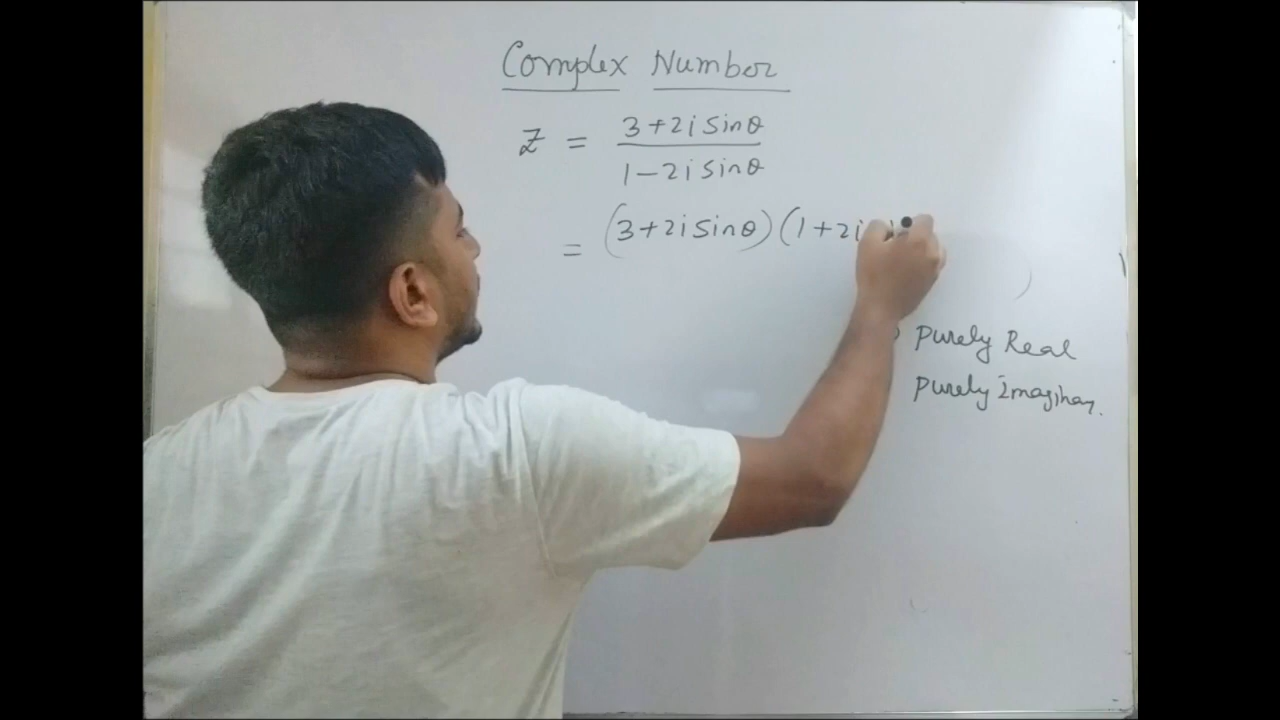 Complex Number
Z = 3+2i Sinθ
1-2i Sinθ
= (3+2i Sinθ)(1+2i
Purely Real
Purely Imaginary.